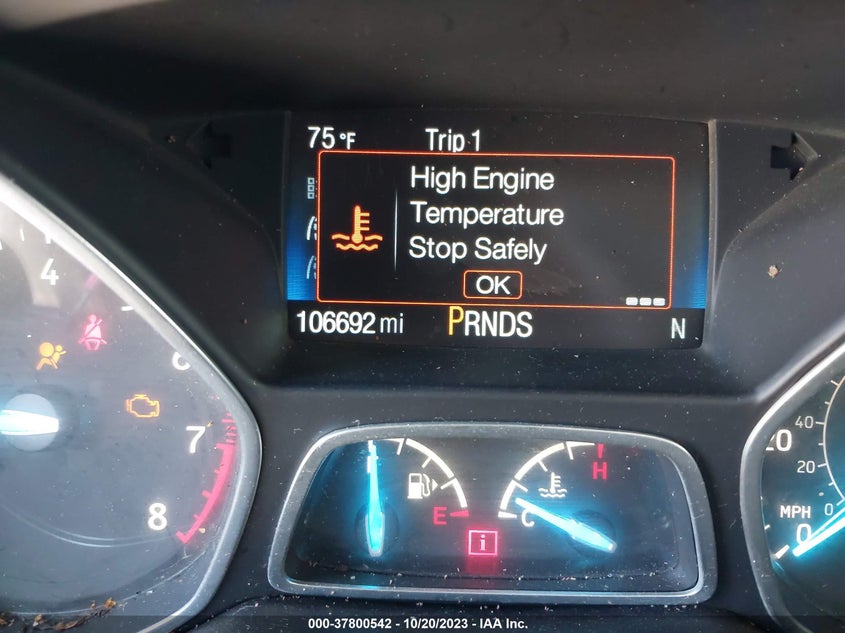 75°F Trip 1
High Engine
Temperature
Stop Safely
OK
106692 mi PRNDS N
4
6
7
8
E
C
H
i
40
20
20
MPH
0
0
000-37800542 - 10/20/2023 - IAA Inc.